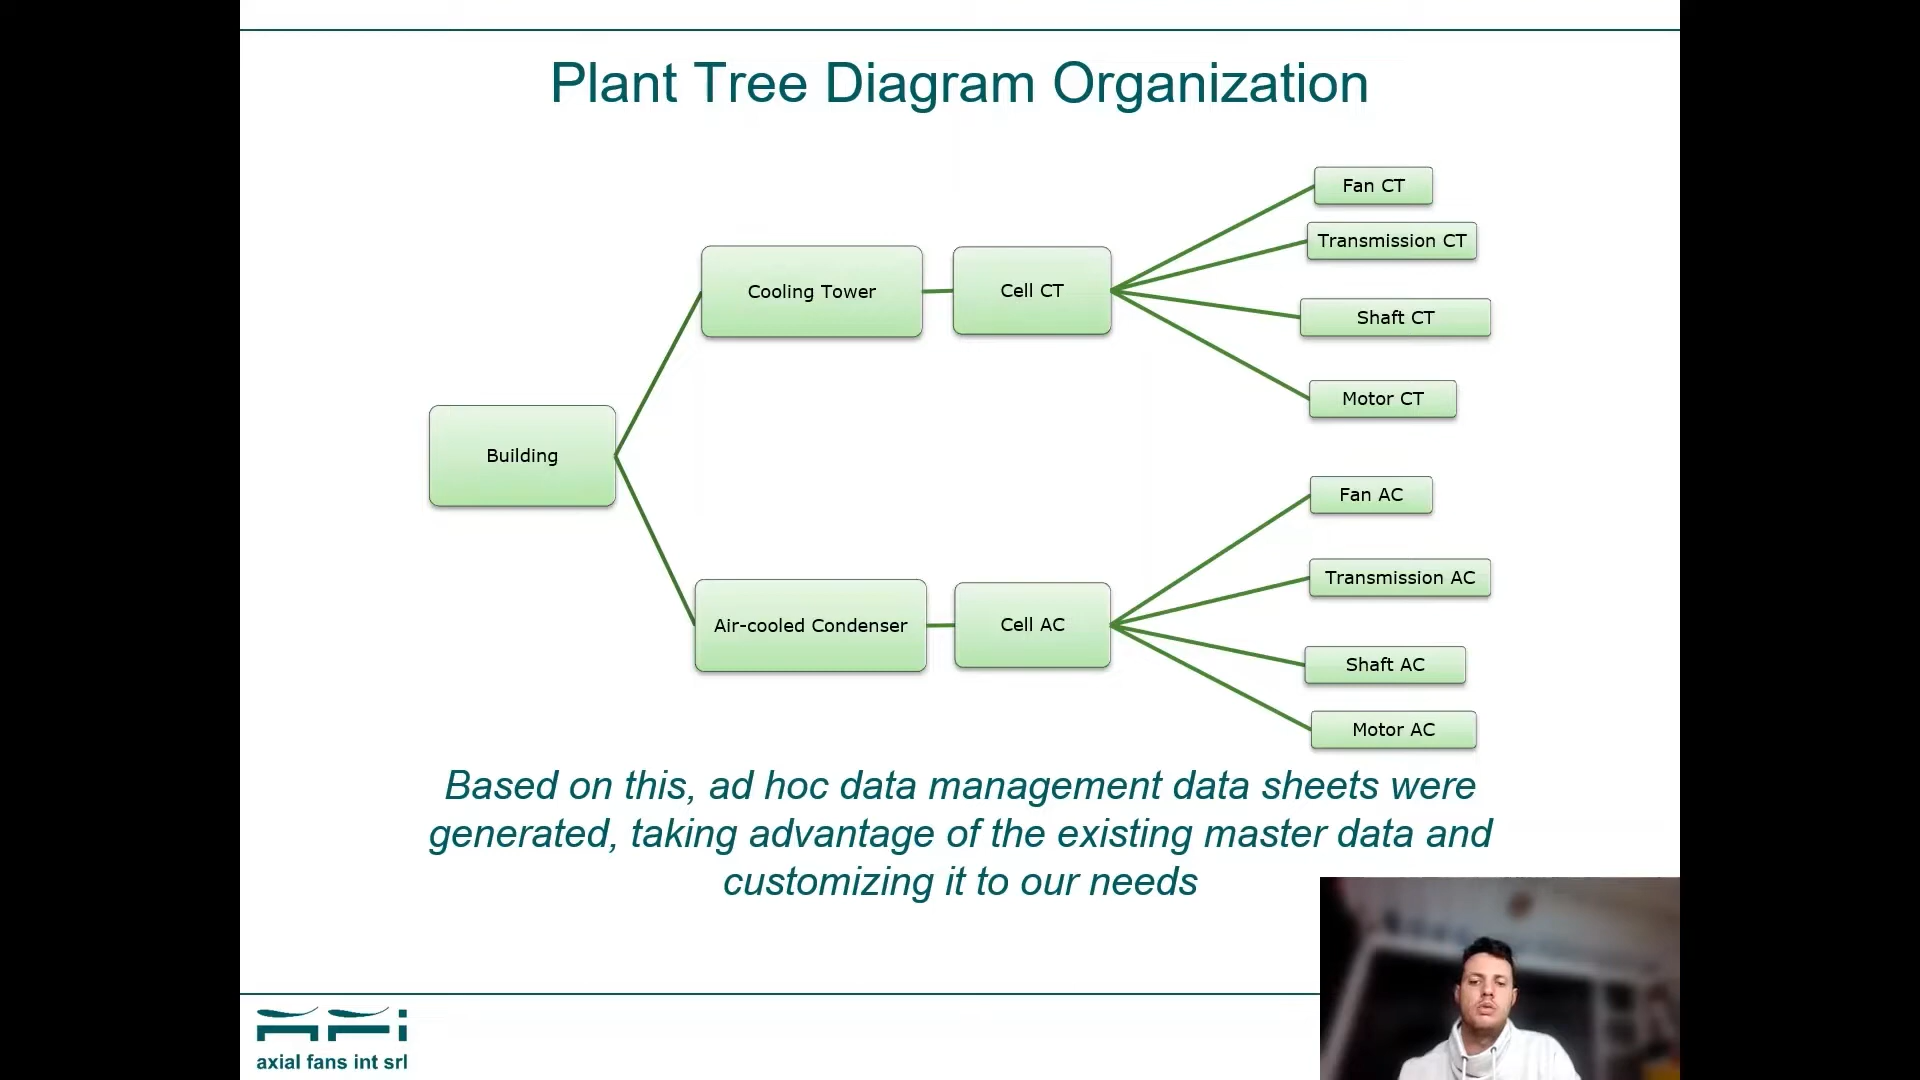 Plant Tree Diagram Organization
Fan CT
Transmission CT
Cooling Tower
Cell CT
Shaft CT
Motor CT
Building
Fan AC
Transmission AC
Air-cooled Condenser
Cell AC
Shaft AC
Motor AC
Based on this, ad hoc data management data sheets were
generated, taking advantage of the existing master data and
customizing it to our needs
axial fans int srl